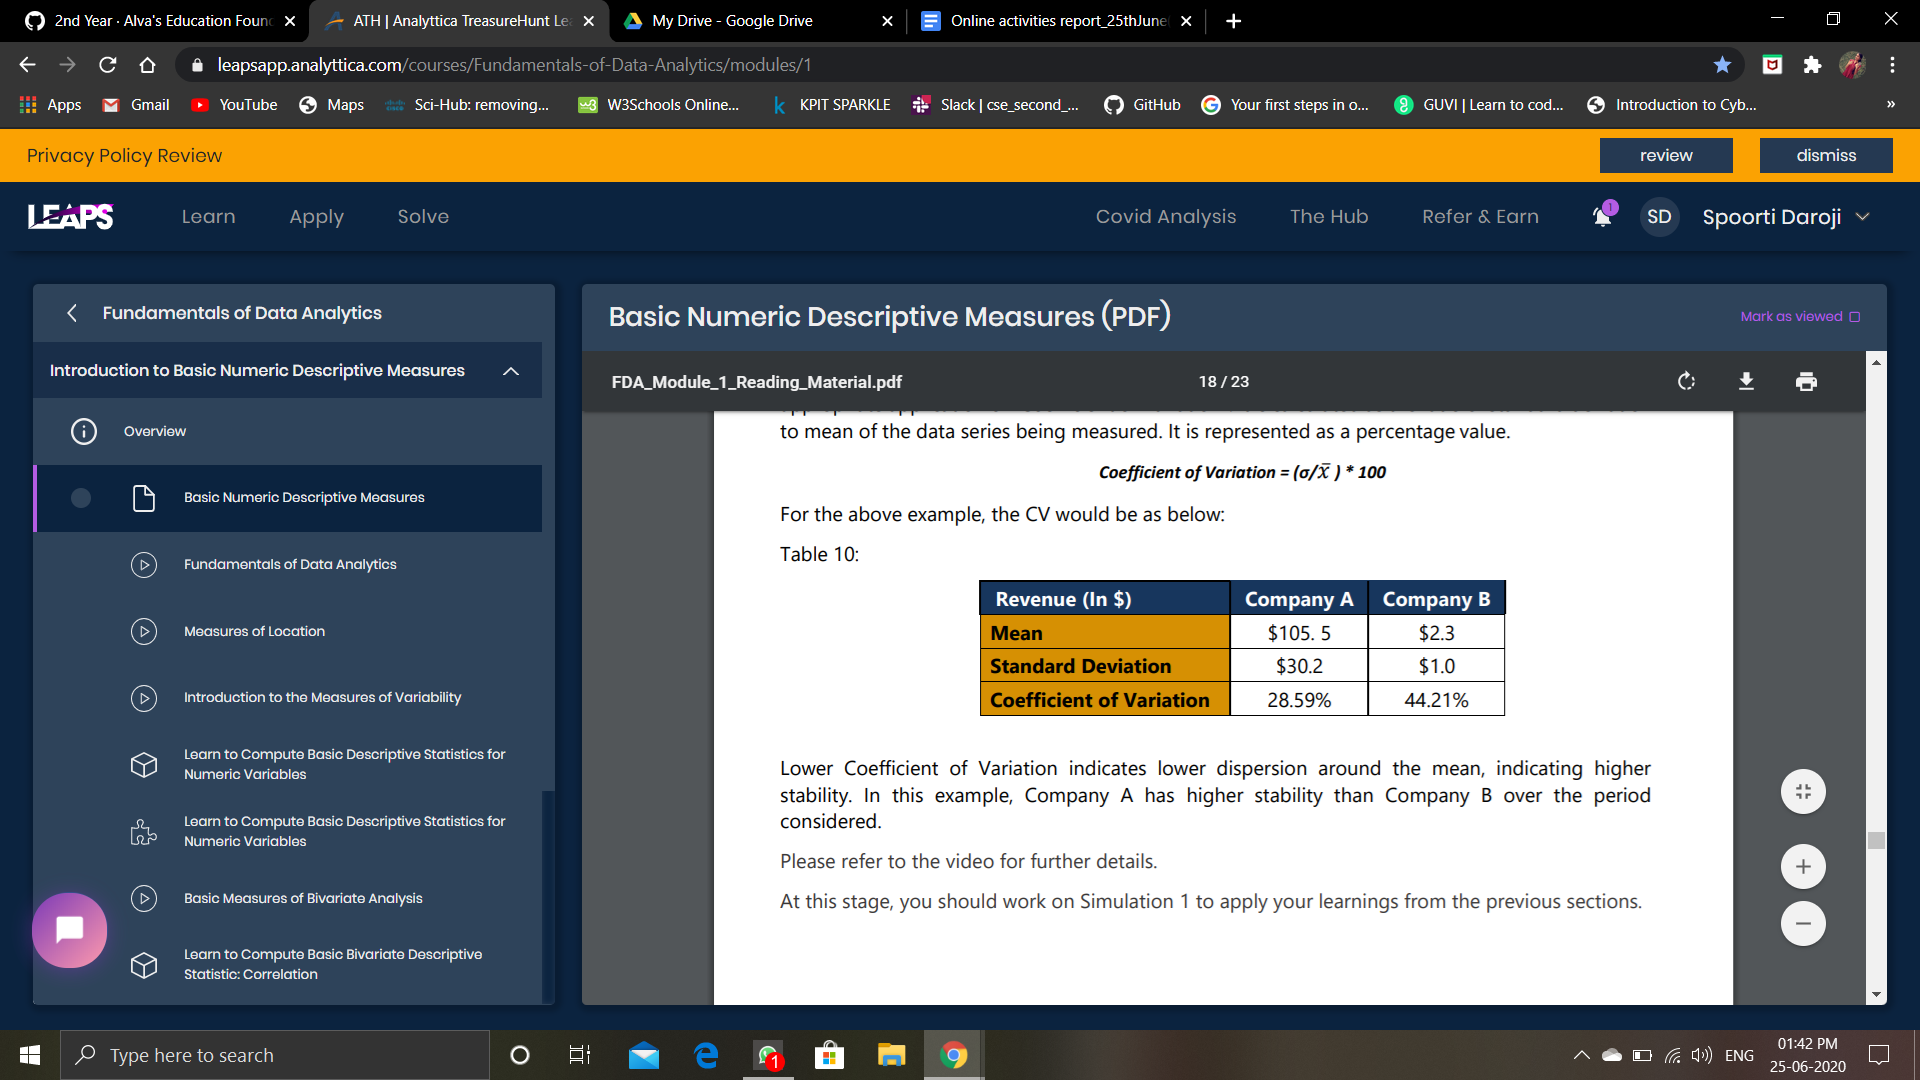 2nd Year · Alva's Education Found
ATH | Analyttica TreasureHunt Le
My Drive - Google Drive
Online activities report_25thJune
leapsapp.analyttica.com/courses/Fundamentals-of-Data-Analytics/modules/1
Apps
Gmail
YouTube
Maps
Sci-Hub: removing...
W3Schools Online...
KPIT SPARKLE
Slack | cse_second_...
GitHub
Your first steps in o...
GUVI | Learn to cod...
Introduction to Cyb...
»
Privacy Policy Review
review
dismiss
LEAPS
Learn
Apply
Solve
Covid Analysis
The Hub
Refer & Earn
1
SD
Spoorti Daroji
Fundamentals of Data Analytics
Introduction to Basic Numeric Descriptive Measures
Overview
Basic Numeric Descriptive Measures
Fundamentals of Data Analytics
Measures of Location
Introduction to the Measures of Variability
Learn to Compute Basic Descriptive Statistics for
Numeric Variables
Learn to Compute Basic Descriptive Statistics for
Numeric Variables
Basic Measures of Bivariate Analysis
Learn to Compute Basic Bivariate Descriptive
Statistic: Correlation
Basic Numeric Descriptive Measures (PDF)
Mark as viewed
FDA_Module_1_Reading_Material.pdf
18 / 23
to mean of the data series being measured. It is represented as a percentage value.
Coefficient of Variation = (σ/x̅ ) * 100
For the above example, the CV would be as below:
Table 10:
Revenue (In $) Company A Company B
Mean $105. 5 $2.3
Standard Deviation $30.2 $1.0
Coefficient of Variation 28.59% 44.21%
Lower Coefficient of Variation indicates lower dispersion around the mean, indicating higher
stability. In this example, Company A has higher stability than Company B over the period
considered.
Please refer to the video for further details.
At this stage, you should work on Simulation 1 to apply your learnings from the previous sections.
Type here to search
1
ENG
01:42 PM
25-06-2020